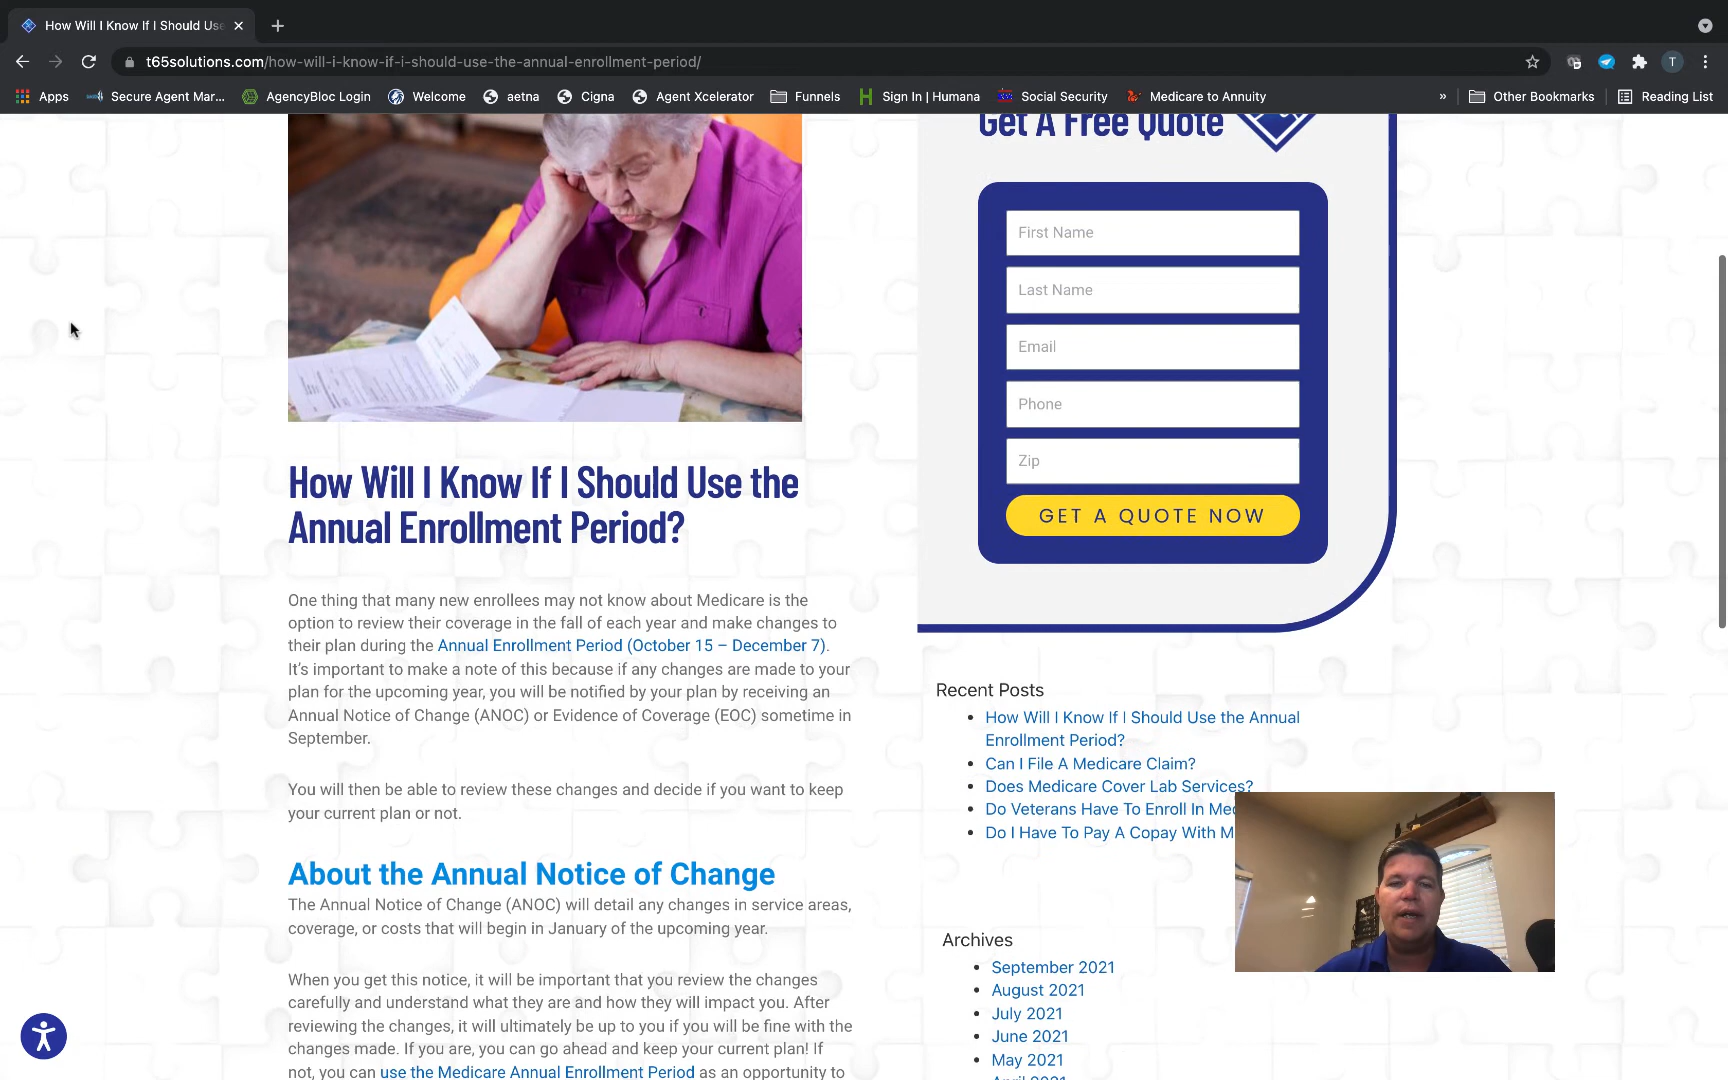 How Will I Know If I Should Use
t65solutions.com/how-will-i-know-if-i-should-use-the-annual-enrollment-period/
T
Apps Secure Agent Mar... AgencyBloc Login Welcome aetna Cigna Agent Xcelerator Funnels Sign In | Humana Social Security Medicare to Annuity » Other Bookmarks Reading List
Get A Free Quote
First Name
Last Name
Email
Phone
Zip
GET A QUOTE NOW
How Will I Know If I Should Use the
Annual Enrollment Period?
One thing that many new enrollees may not know about Medicare is the
option to review their coverage in the fall of each year and make changes to
their plan during the Annual Enrollment Period (October 15 – December 7).
It's important to make a note of this because if any changes are made to your
plan for the upcoming year, you will be notified by your plan by receiving an
Annual Notice of Change (ANOC) or Evidence of Coverage (EOC) sometime in
September.
You will then be able to review these changes and decide if you want to keep
your current plan or not.
About the Annual Notice of Change
The Annual Notice of Change (ANOC) will detail any changes in service areas,
coverage, or costs that will begin in January of the upcoming year.
When you get this notice, it will be important that you review the changes
carefully and understand what they are and how they will impact you. After
reviewing the changes, it will ultimately be up to you if you will be fine with the
changes made. If you are, you can go ahead and keep your current plan! If
not, you can use the Medicare Annual Enrollment Period as an opportunity to
Recent Posts
How Will I Know If I Should Use the Annual
Enrollment Period?
Can I File A Medicare Claim?
Does Medicare Cover Lab Services?
Do Veterans Have To Enroll In Med
Do I Have To Pay A Copay With M
Archives
September 2021
August 2021
July 2021
June 2021
May 2021